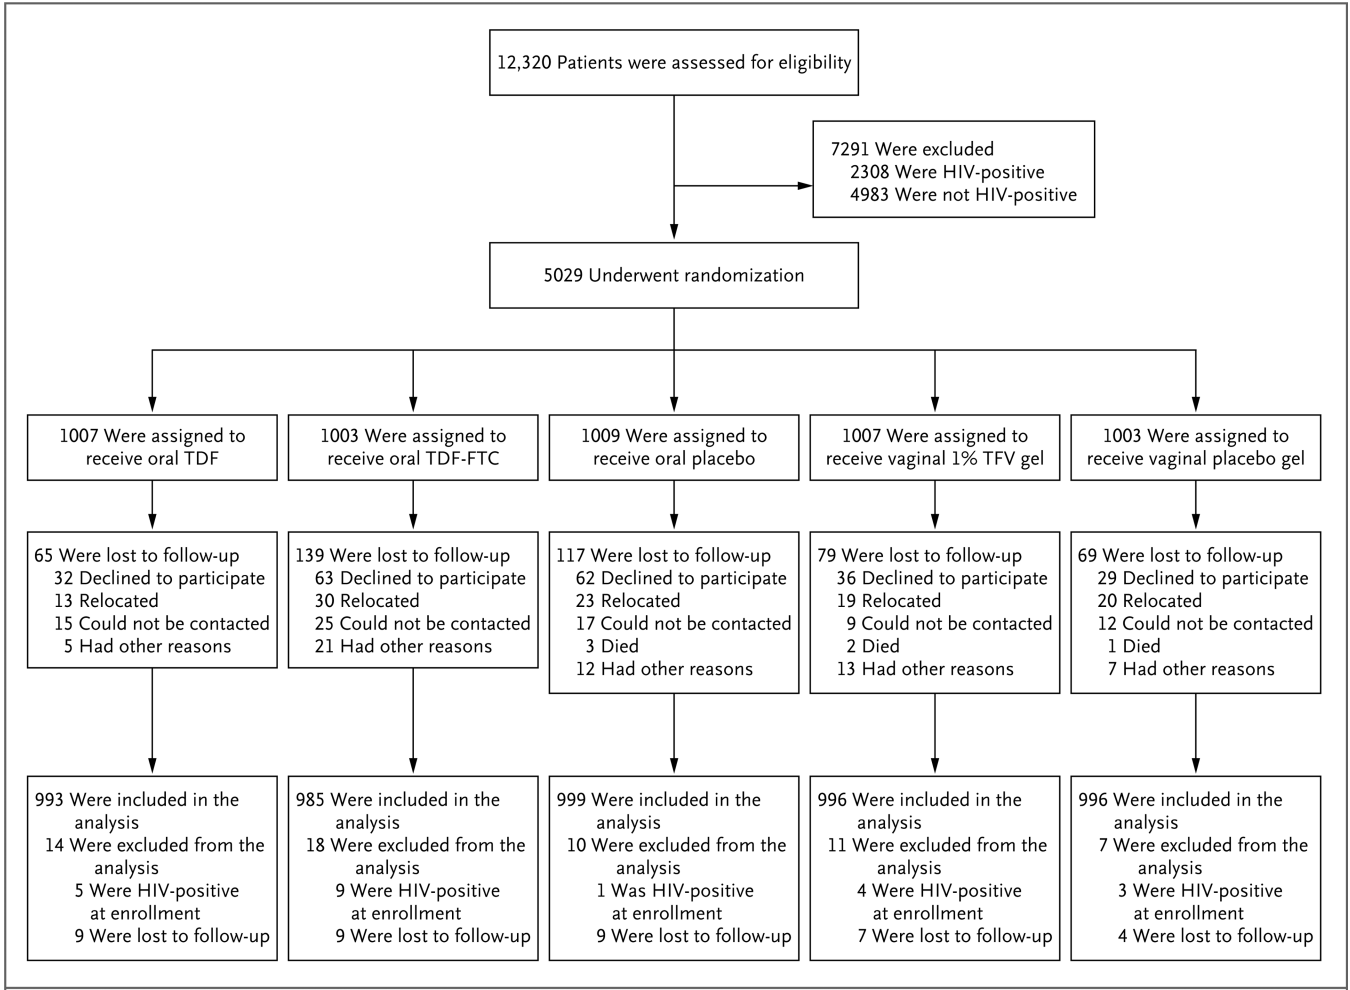 12,320 Patients were assessed for eligibility
7291 Were excluded
2308 Were HIV-positive
4983 Were not HIV-positive
5029 Underwent randomization
1007 Were assigned to
receive oral TDF
1003 Were assigned to
receive oral TDF-FTC
1009 Were assigned to
receive oral placebo
1007 Were assigned to
receive vaginal 1% TFV gel
1003 Were assigned to
receive vaginal placebo gel
65 Were lost to follow-up
32 Declined to participate
13 Relocated
15 Could not be contacted
5 Had other reasons
139 Were lost to follow-up
63 Declined to participate
30 Relocated
25 Could not be contacted
21 Had other reasons
117 Were lost to follow-up
62 Declined to participate
23 Relocated
17 Could not be contacted
3 Died
12 Had other reasons
79 Were lost to follow-up
36 Declined to participate
19 Relocated
9 Could not be contacted
2 Died
13 Had other reasons
69 Were lost to follow-up
29 Declined to participate
20 Relocated
12 Could not be contacted
1 Died
7 Had other reasons
993 Were included in the
analysis
14 Were excluded from the
analysis
5 Were HIV-positive
at enrollment
9 Were lost to follow-up
985 Were included in the
analysis
18 Were excluded from the
analysis
9 Were HIV-positive
at enrollment
9 Were lost to follow-up
999 Were included in the
analysis
10 Were excluded from the
analysis
1 Was HIV-positive
at enrollment
9 Were lost to follow-up
996 Were included in the
analysis
11 Were excluded from the
analysis
4 Were HIV-positive
at enrollment
7 Were lost to follow-up
996 Were included in the
analysis
7 Were excluded from the
analysis
3 Were HIV-positive
at enrollment
4 Were lost to follow-up